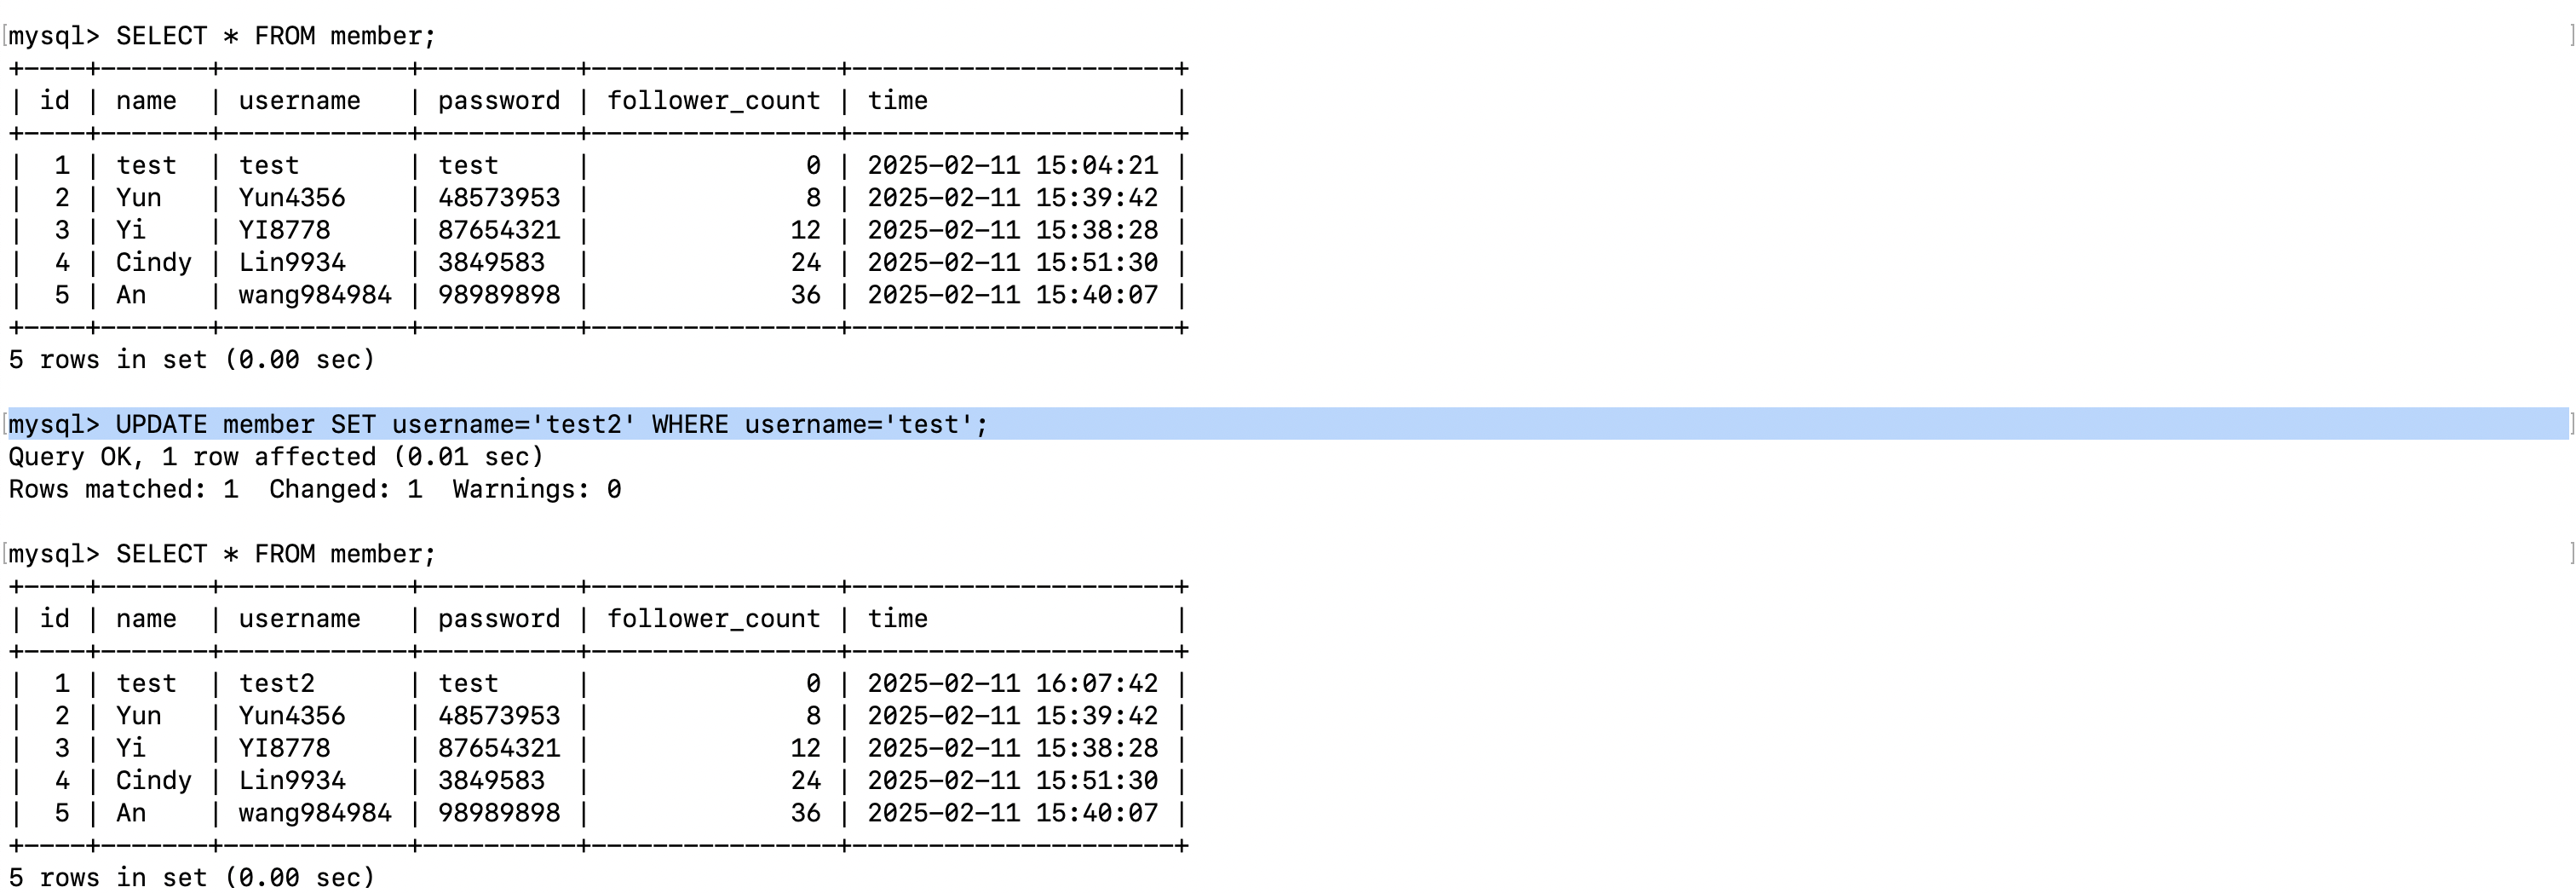 mysql> SELECT * FROM member;
+----+-------+------------+----------+----------------+---------------------+
| id | name  | username   | password | follower_count | time                |
+----+-------+------------+----------+----------------+---------------------+
|  1 | test  | test       | test     |              0 | 2025-02-11 15:04:21 |
|  2 | Yun   | Yun4356    | 48573953 |              8 | 2025-02-11 15:39:42 |
|  3 | Yi    | YI8778     | 87654321 |             12 | 2025-02-11 15:38:28 |
|  4 | Cindy | Lin9934    | 3849583  |             24 | 2025-02-11 15:51:30 |
|  5 | An    | wang984984 | 98989898 |             36 | 2025-02-11 15:40:07 |
+----+-------+------------+----------+----------------+---------------------+
5 rows in set (0.00 sec)
mysql> UPDATE member SET username='test2' WHERE username='test';
Query OK, 1 row affected (0.01 sec)
Rows matched: 1  Changed: 1  Warnings: 0
mysql> SELECT * FROM member;
+----+-------+------------+----------+----------------+---------------------+
| id | name  | username   | password | follower_count | time                |
+----+-------+------------+----------+----------------+---------------------+
|  1 | test  | test2      | test     |              0 | 2025-02-11 16:07:42 |
|  2 | Yun   | Yun4356    | 48573953 |              8 | 2025-02-11 15:39:42 |
|  3 | Yi    | YI8778     | 87654321 |             12 | 2025-02-11 15:38:28 |
|  4 | Cindy | Lin9934    | 3849583  |             24 | 2025-02-11 15:51:30 |
|  5 | An    | wang984984 | 98989898 |             36 | 2025-02-11 15:40:07 |
+----+-------+------------+----------+----------------+---------------------+
5 rows in set (0.00 sec)